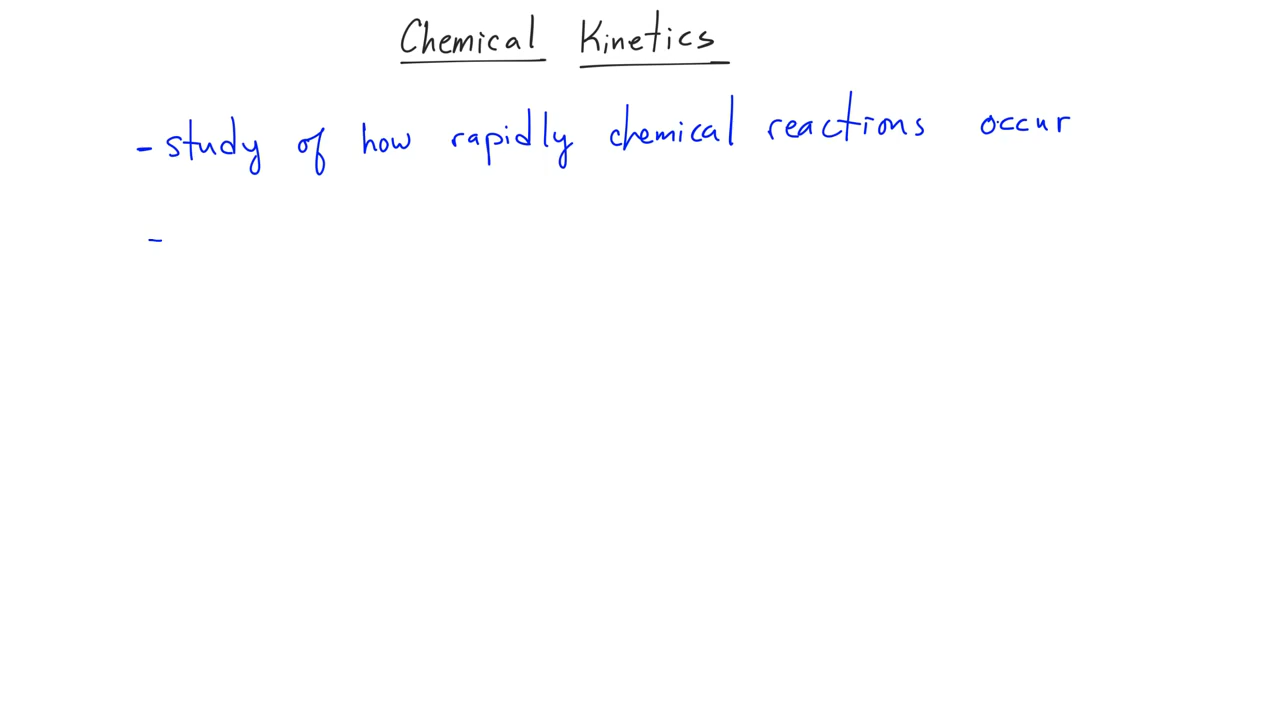 Chemical Kinetics
- study of how rapidly chemical reactions occur
-